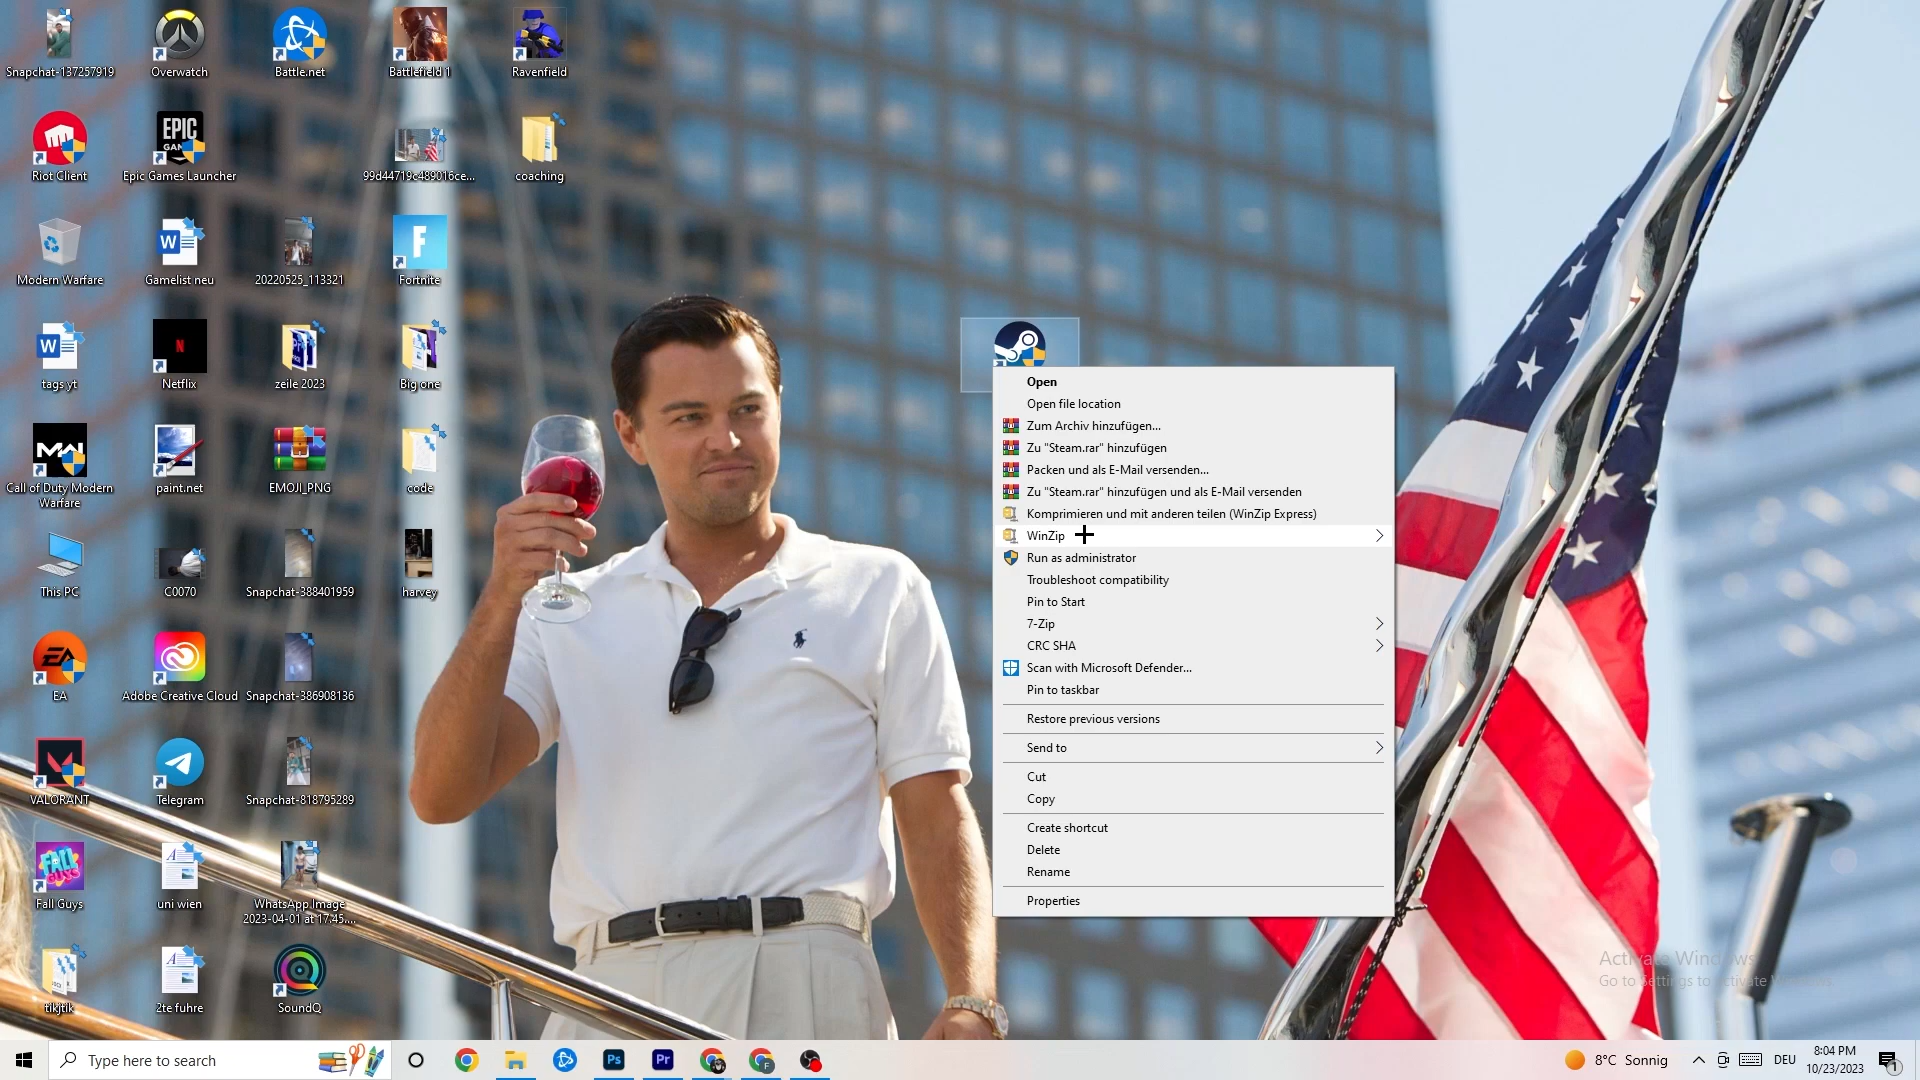 Snapchat-137257919
Overwatch
Battle.net
Battlefield 1
Ravenfield
Riot Client
EPIC
GAMES
Epic Games Launcher
99d44719c489016ce...
coaching
Modern Warfare
Gamelist neu
20220525_113321
Fortnite
tags yt
Netflix
zeile 2023
Big one
Call of Duty Modern
Warfare
paint.net
EMOJI_PNG
code
This PC
C0070
Snapchat-388401959
harvey
EA
Adobe Creative Cloud
Snapchat-386908136
VALORANT
Telegram
Snapchat-818795289
Fall Guys
uni wien
WhatsApp Image
2023-04-01 at 17.45....
tikjtik
2te fuhre
SoundQ
Open
Open file location
Zum Archiv hinzufügen...
Zu "Steam.rar" hinzufügen
Packen und als E-Mail versenden...
Zu "Steam.rar" hinzufügen und als E-Mail versenden
Komprimieren und mit anderen teilen (WinZip Express)
WinZip
Run as administrator
Troubleshoot compatibility
Pin to Start
7-Zip
CRC SHA
Scan with Microsoft Defender...
Pin to taskbar
Restore previous versions
Send to
Cut
Copy
Create shortcut
Delete
Rename
Properties
Activate Windows
Go to Settings to activate Windows.
Type here to search
Ps
Pr
8°C Sonnig
DEU
8:04 PM
10/23/2023
1